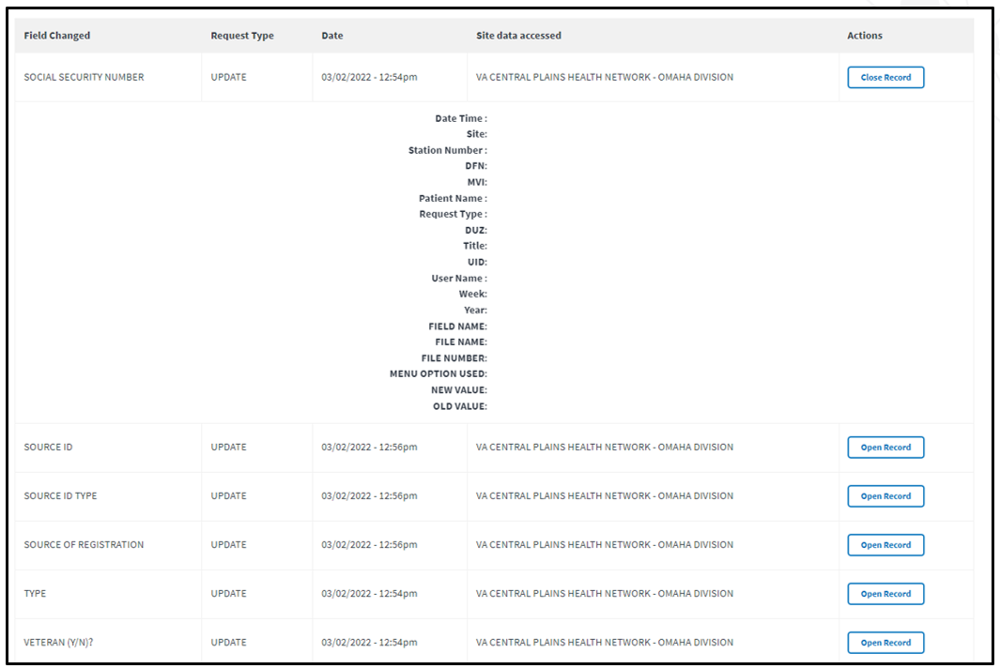 Field Changed Request Type Date Site data accessed Actions
SOCIAL SECURITY NUMBER UPDATE 03/02/2022 - 12:54pm VA CENTRAL PLAINS HEALTH NETWORK - OMAHA DIVISION Close Record
Date Time :
Site:
Station Number :
DFN:
MVI:
Patient Name :
Request Type :
DUZ:
Title:
UID:
User Name :
Week:
Year:
FIELD NAME:
FILE NAME:
FILE NUMBER:
MENU OPTION USED:
NEW VALUE:
OLD VALUE:
SOURCE ID UPDATE 03/02/2022 - 12:56pm VA CENTRAL PLAINS HEALTH NETWORK - OMAHA DIVISION Open Record
SOURCE ID TYPE UPDATE 03/02/2022 - 12:56pm VA CENTRAL PLAINS HEALTH NETWORK - OMAHA DIVISION Open Record
SOURCE OF REGISTRATION UPDATE 03/02/2022 - 12:56pm VA CENTRAL PLAINS HEALTH NETWORK - OMAHA DIVISION Open Record
TYPE UPDATE 03/02/2022 - 12:54pm VA CENTRAL PLAINS HEALTH NETWORK - OMAHA DIVISION Open Record
VETERAN (Y/N)? UPDATE 03/02/2022 - 12:54pm VA CENTRAL PLAINS HEALTH NETWORK - OMAHA DIVISION Open Record